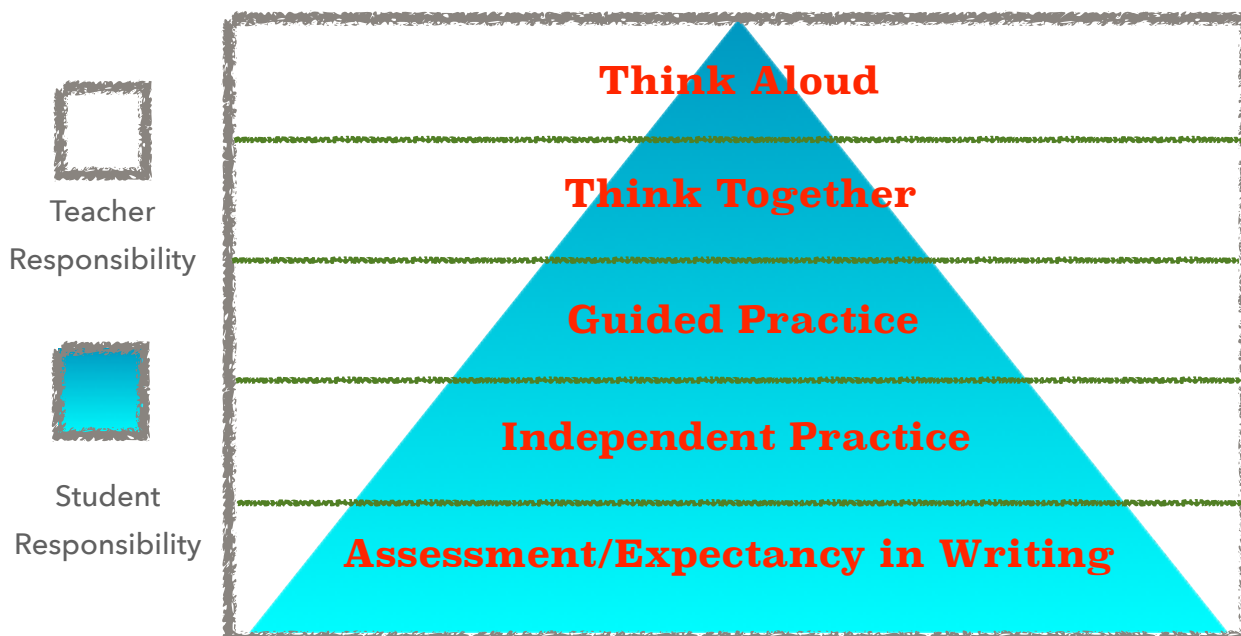 Think Aloud
Think Together
Guided Practice
Independent Practice
Assessment/Expectancy in Writing
Teacher
Responsibility
Student
Responsibility